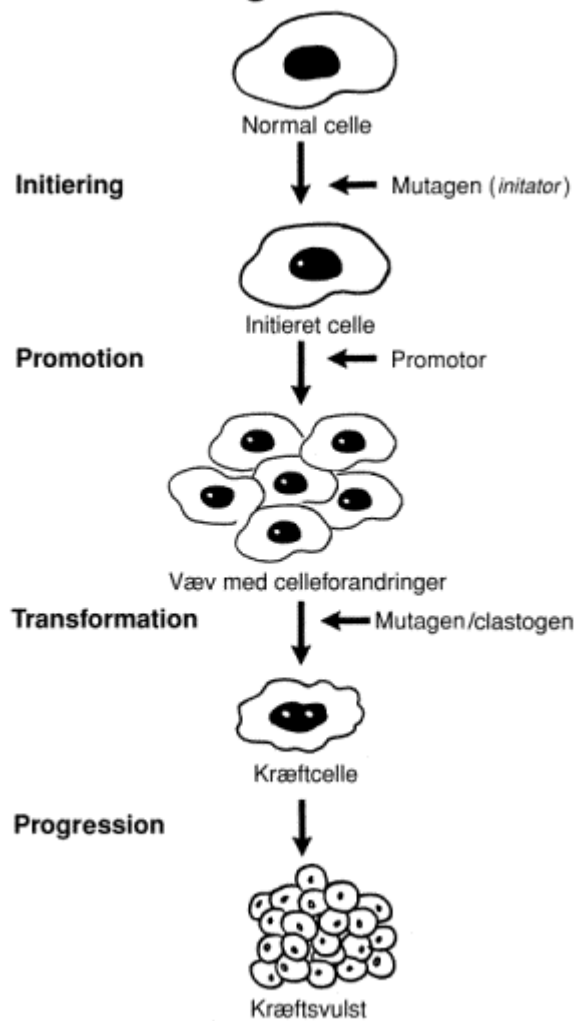 Normal celle
Initiering
Mutagen (initator)
Initieret celle
Promotion
Promotor
Væv med celleforandringer
Transformation
Mutagen/clastogen
Kræftcelle
Progression
Kræftsvulst